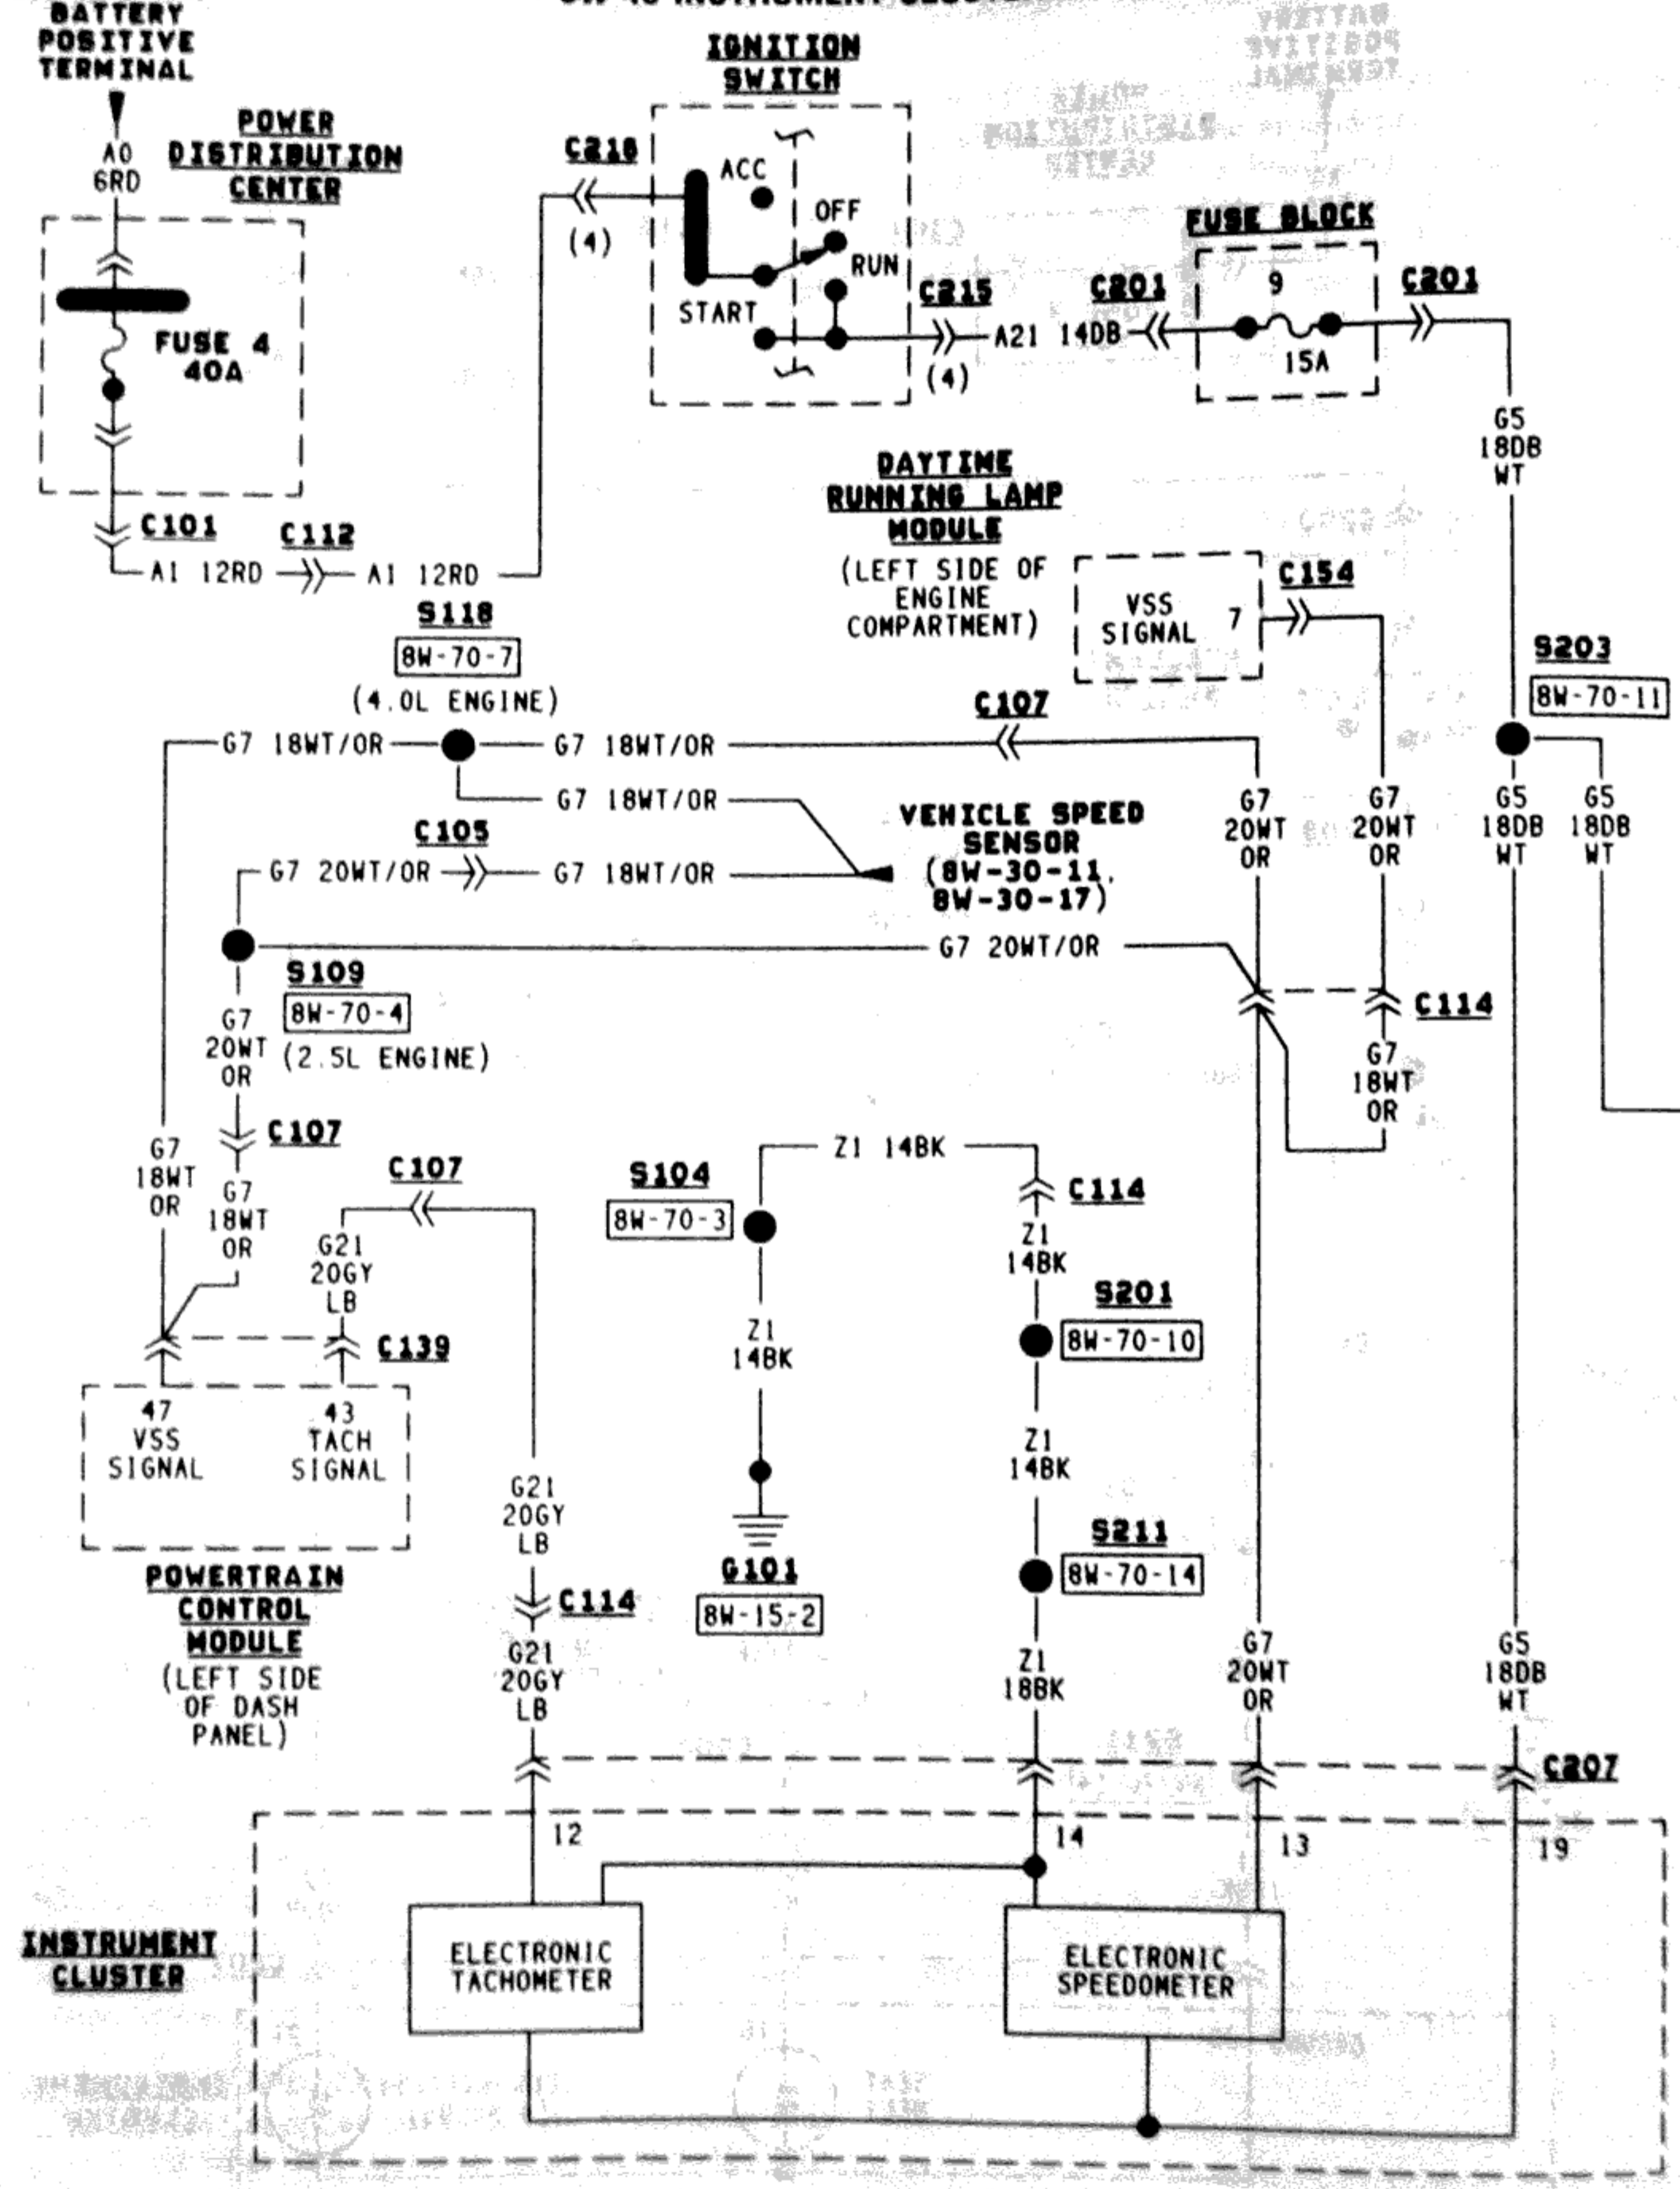 BATTERY
POSITIVE
TERMINAL
A0
6RD
POWER
DISTRIBUTION
CENTER
FUSE 4
40A
C101
C112
A1 12RD
A1 12RD
IGNITION
SWITCH
C216
(4)
ACC
OFF
RUN
START
C215
(4)
A21 14DB
C201
FUSE BLOCK
9
15A
C201
G5
18DB
WT
DAYTIME
RUNNING LAMP
MODULE
(LEFT SIDE OF
ENGINE
COMPARTMENT)
VSS
SIGNAL
7
C154
S203
8W-70-11
S118
8W-70-7
(4.0L ENGINE)
G7 18WT/OR
G7 18WT/OR
C107
G7 18WT/OR
C105
G7 20WT/OR
G7 18WT/OR
VEHICLE SPEED
SENSOR
(8W-30-11,
8W-30-17)
G7
20WT
OR
G7
20WT
OR
G5
18DB
WT
G5
18DB
WT
G7 20WT/OR
S109
8W-70-4
(2.5L ENGINE)
G7
20WT
OR
C114
G7
18WT
OR
C107
G7
18WT
OR
G7
18WT
OR
C107
G21
20GY
LB
C139
Z1 14BK
S104
8W-70-3
C114
Z1
14BK
S201
8W-70-10
Z1
14BK
Z1
14BK
47
VSS
SIGNAL
43
TACH
SIGNAL
POWERTRAIN
CONTROL
MODULE
(LEFT SIDE
OF DASH
PANEL)
G21
20GY
LB
C114
G21
20GY
LB
G101
8W-15-2
S211
8W-70-14
Z1
18BK
G7
20WT
OR
G5
18DB
WT
C207
12
14
13
19
INSTRUMENT
CLUSTER
ELECTRONIC
TACHOMETER
ELECTRONIC
SPEEDOMETER